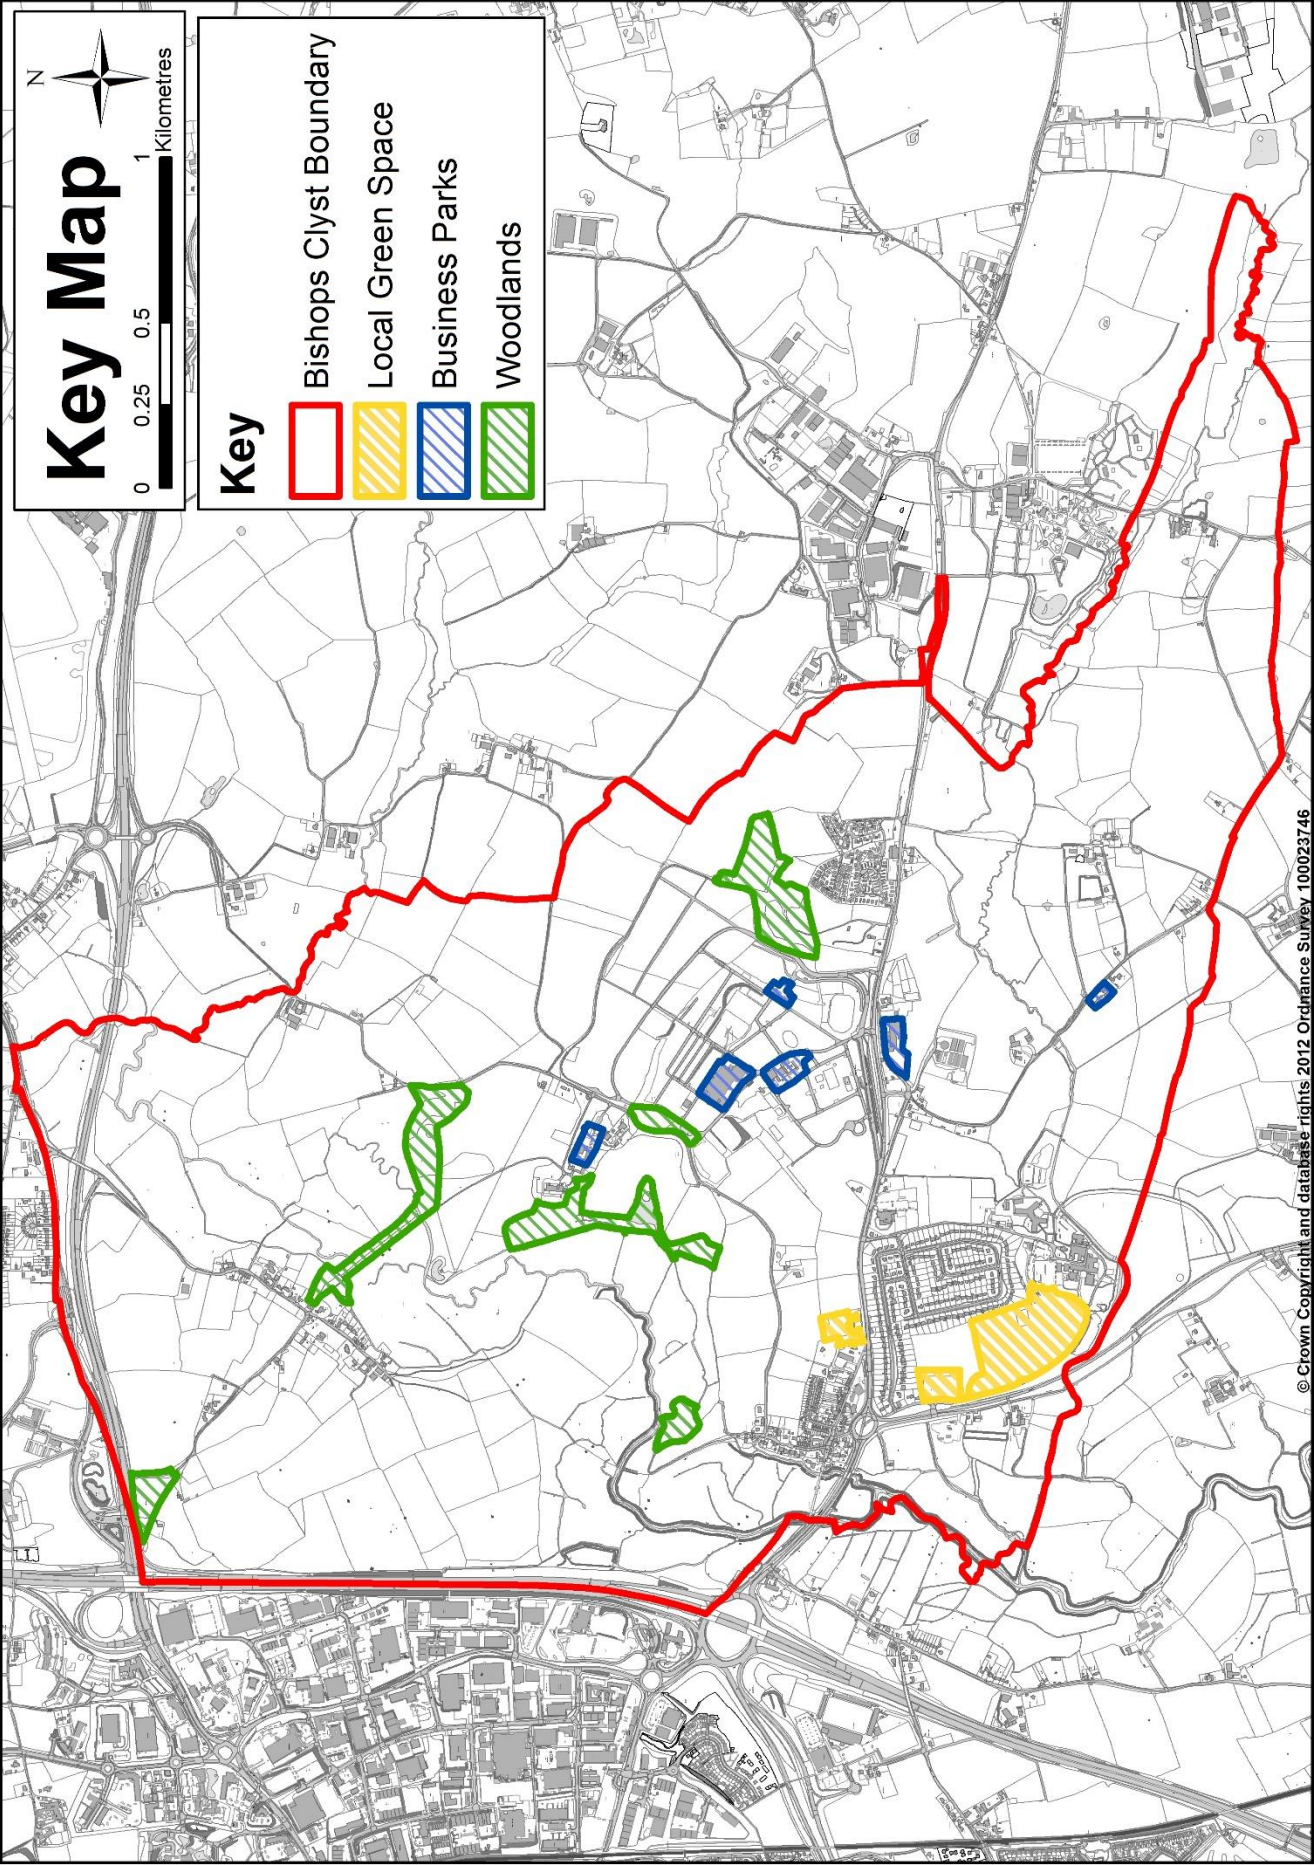 Key Map
N
0 0.25 0.5 1
Kilometres
Key
Bishops Clyst Boundary
Local Green Space
Business Parks
Woodlands
© Crown Copyright and database rights 2012 Ordnance Survey 100023746